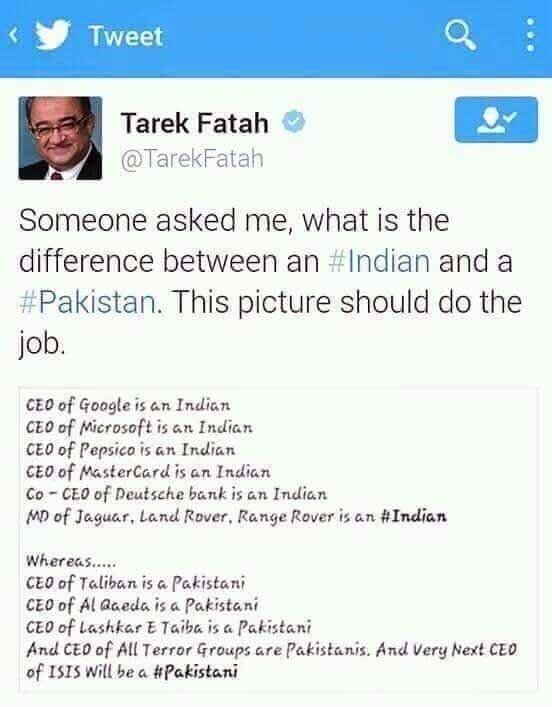 Tweet
Tarek Fatah
@TarekFatah
Someone asked me, what is the
difference between an #Indian and a
#Pakistan. This picture should do the
job.
CEO of Google is an Indian
CEO of Microsoft is an Indian
CEO of Pepsico is an Indian
CEO of MasterCard is an Indian
Co - CEO of Deutsche bank is an Indian
MD of Jaguar, Land Rover, Range Rover is an #Indian
Whereas.....
CEO of Taliban is a Pakistani
CEO of Al Qaeda is a Pakistani
CEO of Lashkar E Taiba is a Pakistani
And CEO of All Terror Groups are Pakistanis. And Very Next CEO
of ISIS Will be a #Pakistani